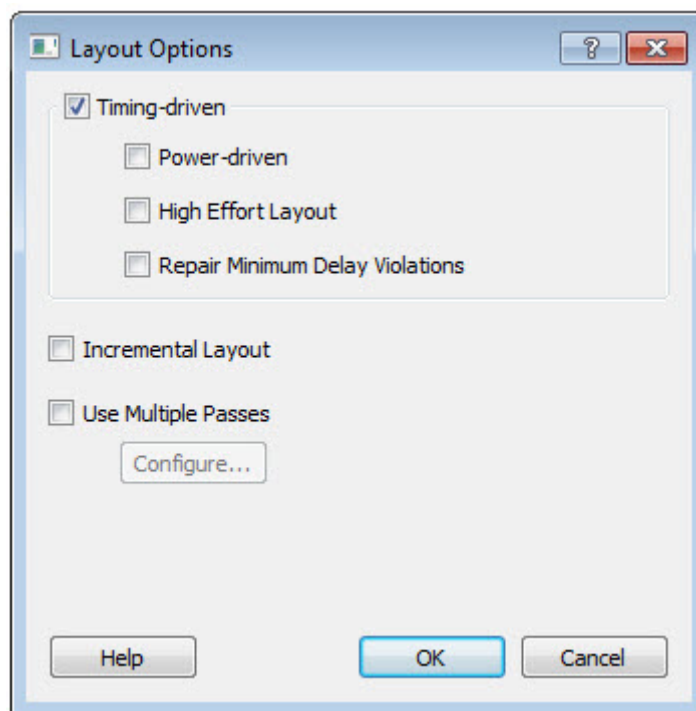 Layout Options
Timing-driven
Power-driven
High Effort Layout
Repair Minimum Delay Violations
Incremental Layout
Use Multiple Passes
Configure...
Help OK Cancel